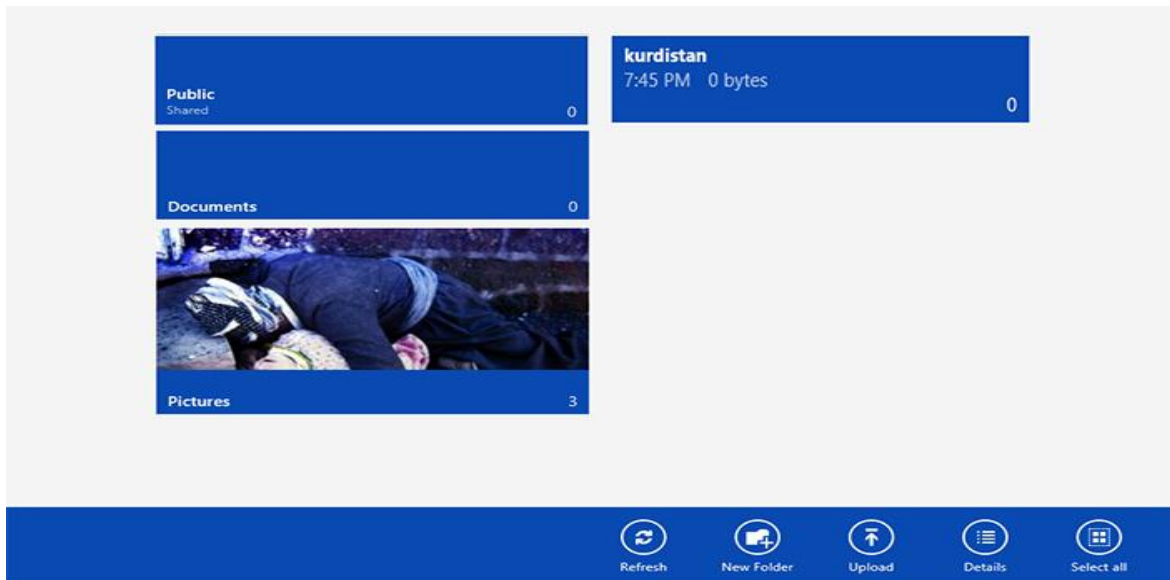 Public
Shared
0
Documents
0
Pictures
3
kurdistan
7:45 PM 0 bytes
0
Refresh
New Folder
Upload
Details
Select all